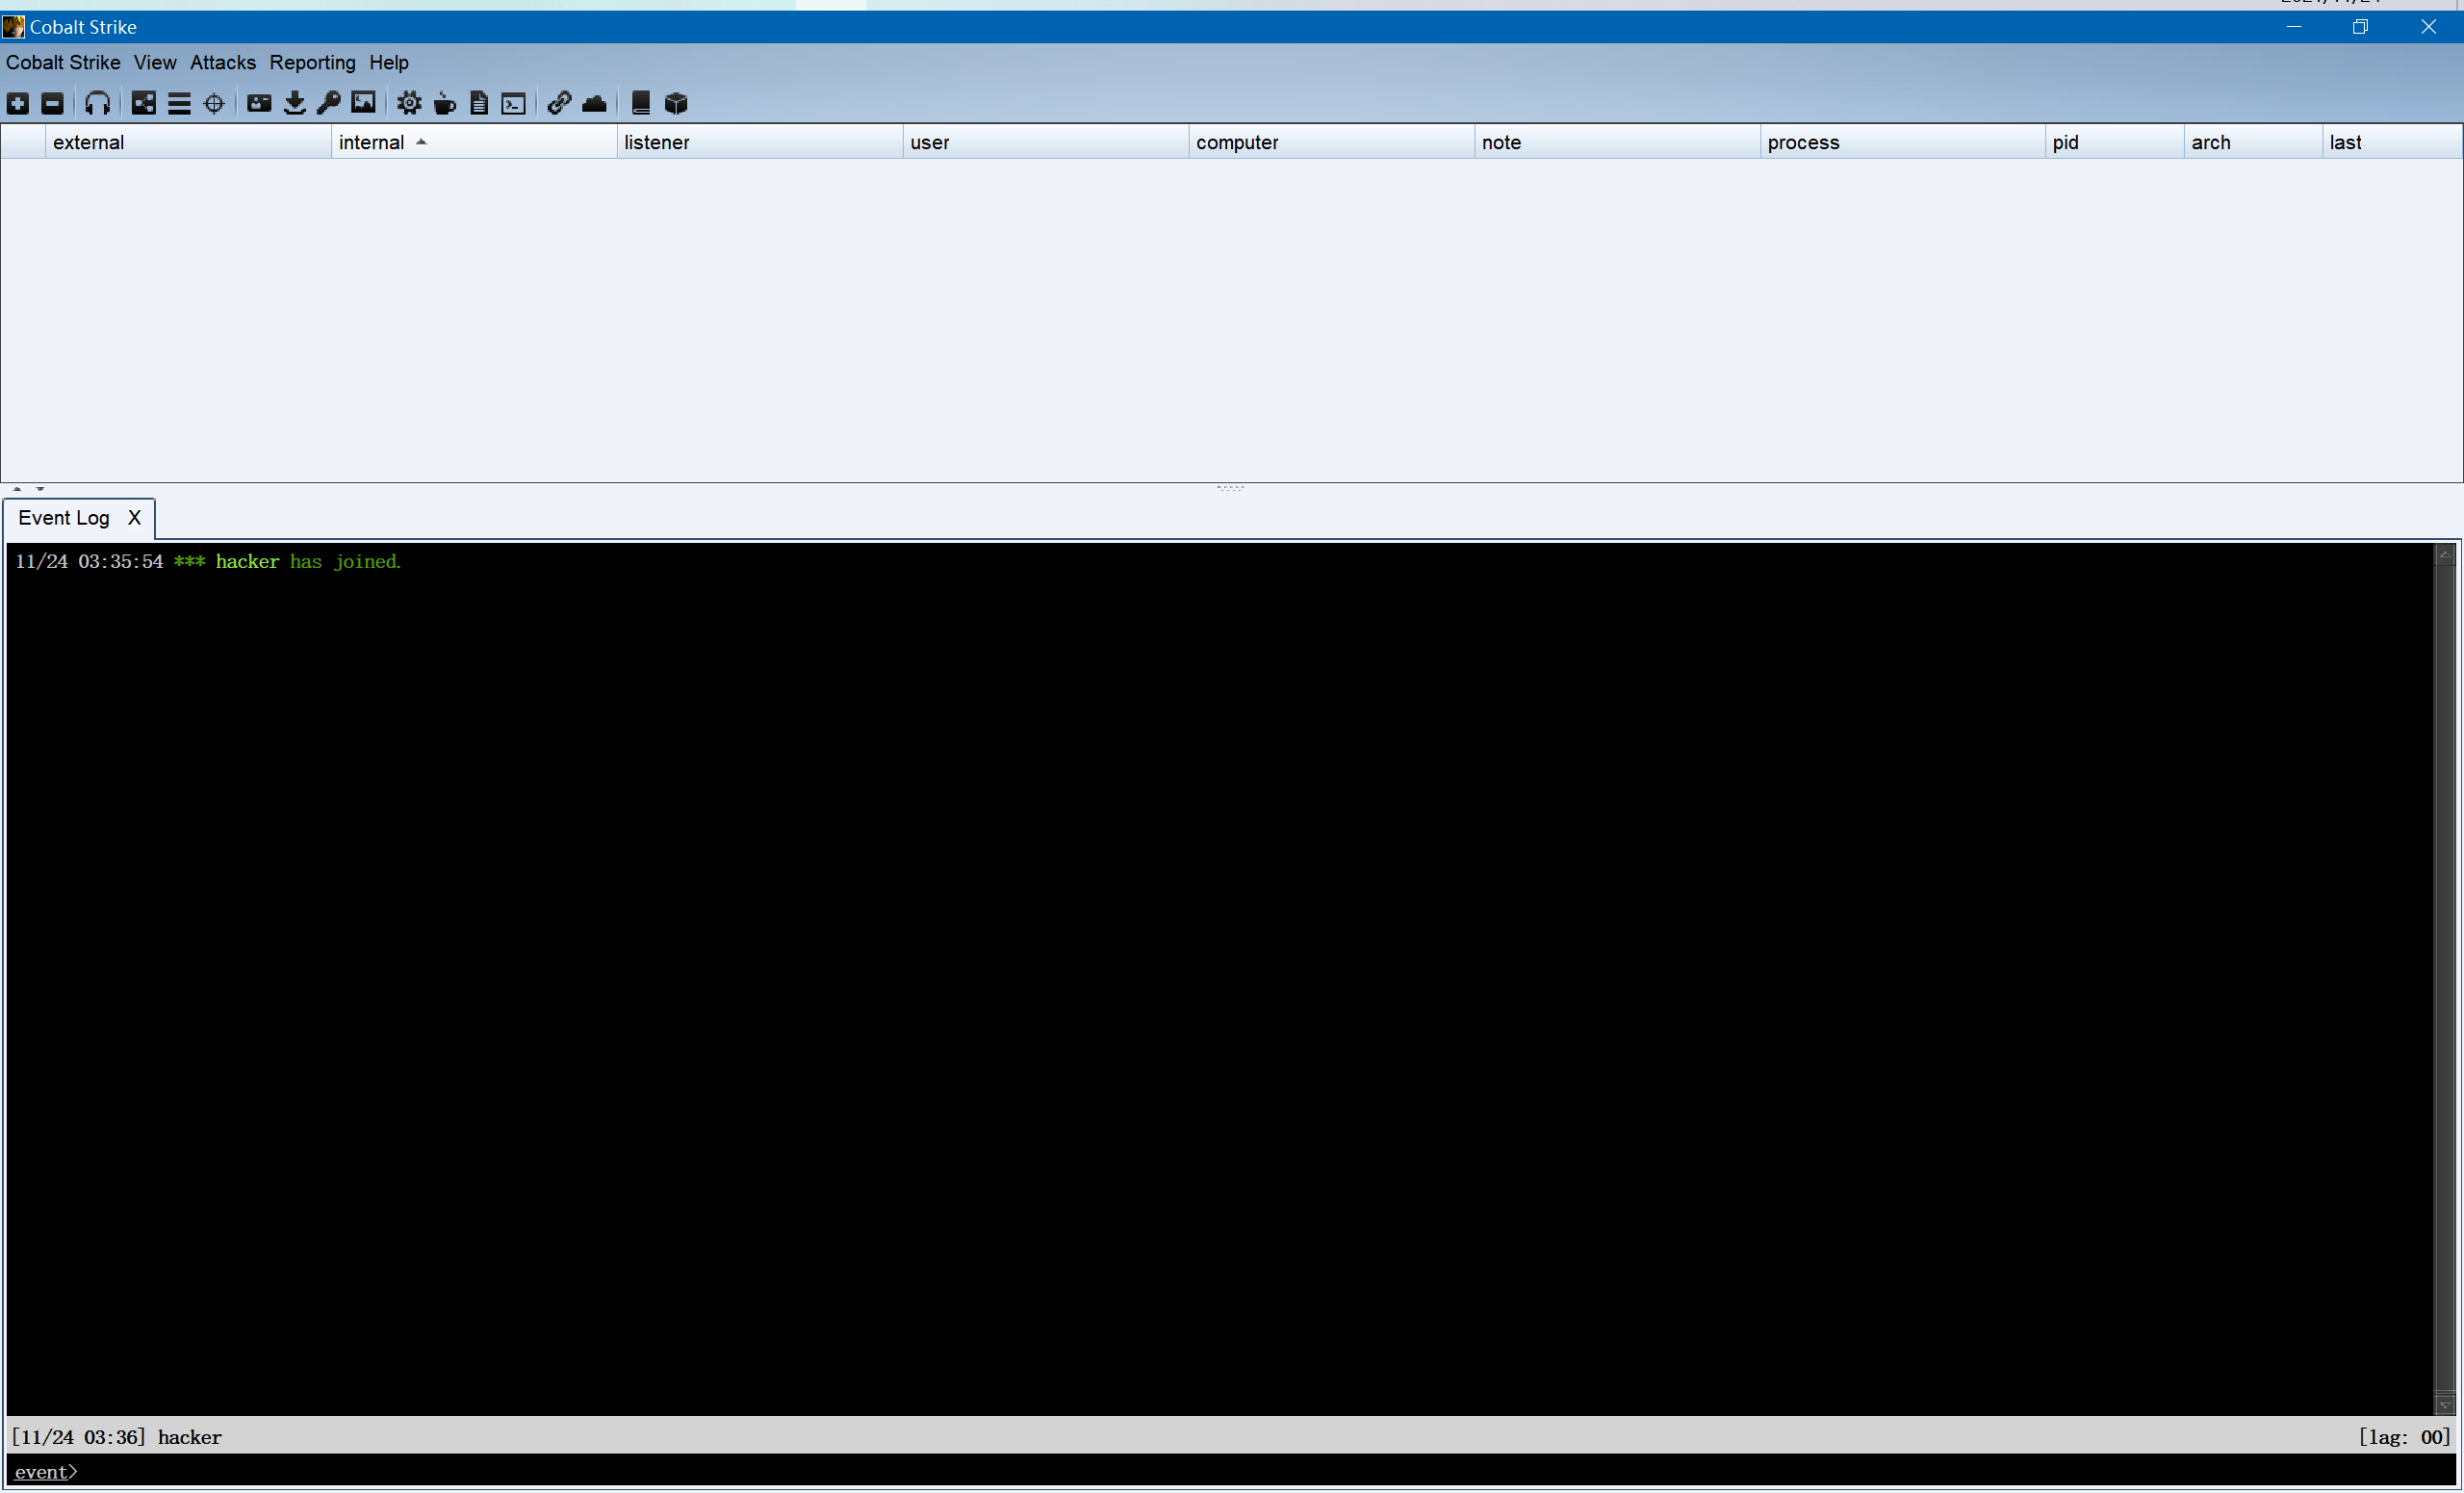 Cobalt Strike
Cobalt Strike View Attacks Reporting Help
external internal listener user computer note process pid arch last
Event Log X
11/24 03:35:54 *** hacker has joined.
[11/24 03:36] hacker [lag: 00]
event>